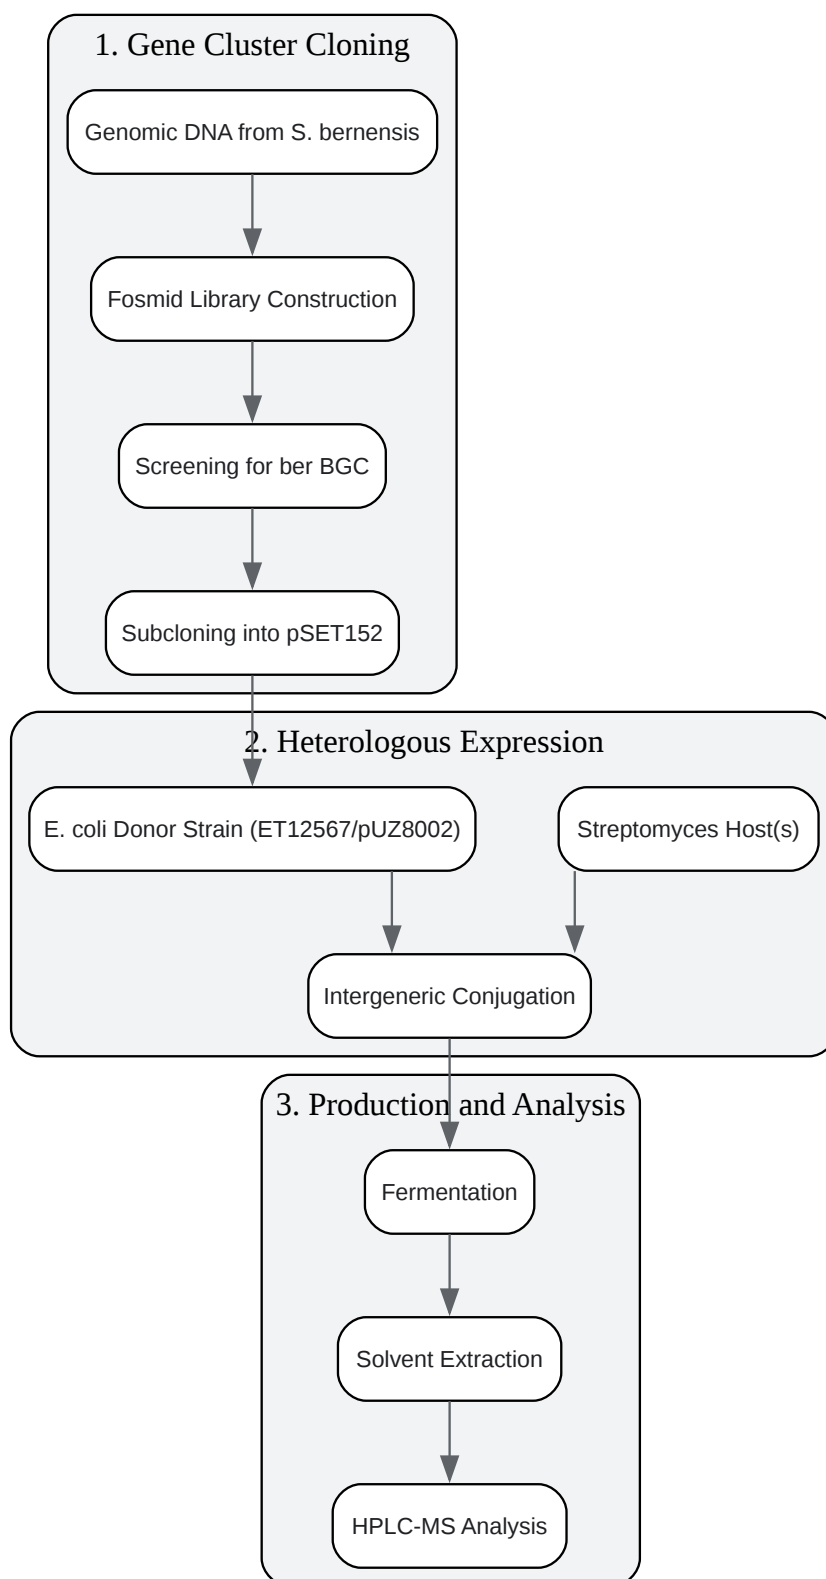 1. Gene Cluster Cloning
Genomic DNA from S. bernensis
Fosmid Library Construction
Screening for ber BGC
Subcloning into pSET152
2. Heterologous Expression
E. coli Donor Strain (ET12567/pUZ8002)
Streptomyces Host(s)
Intergeneric Conjugation
3. Production and Analysis
Fermentation
Solvent Extraction
HPLC-MS Analysis